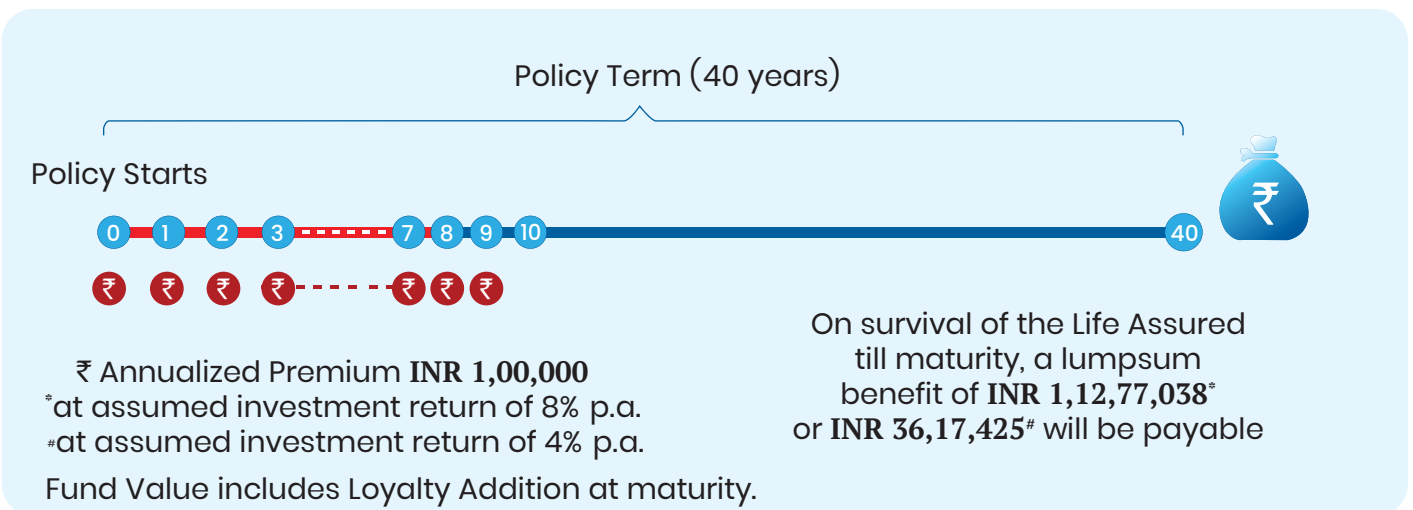 Policy Term (40 years)
Policy Starts
₹
0 1 2 3 7 8 9 10 40
₹ ₹ ₹ ₹ ₹ ₹ ₹
₹ Annualized Premium INR 1,00,000
*at assumed investment return of 8% p.a.
#at assumed investment return of 4% p.a.
Fund Value includes Loyalty Addition at maturity.
On survival of the Life Assured
till maturity, a lumpsum
benefit of INR 1,12,77,038*
or INR 36,17,425# will be payable